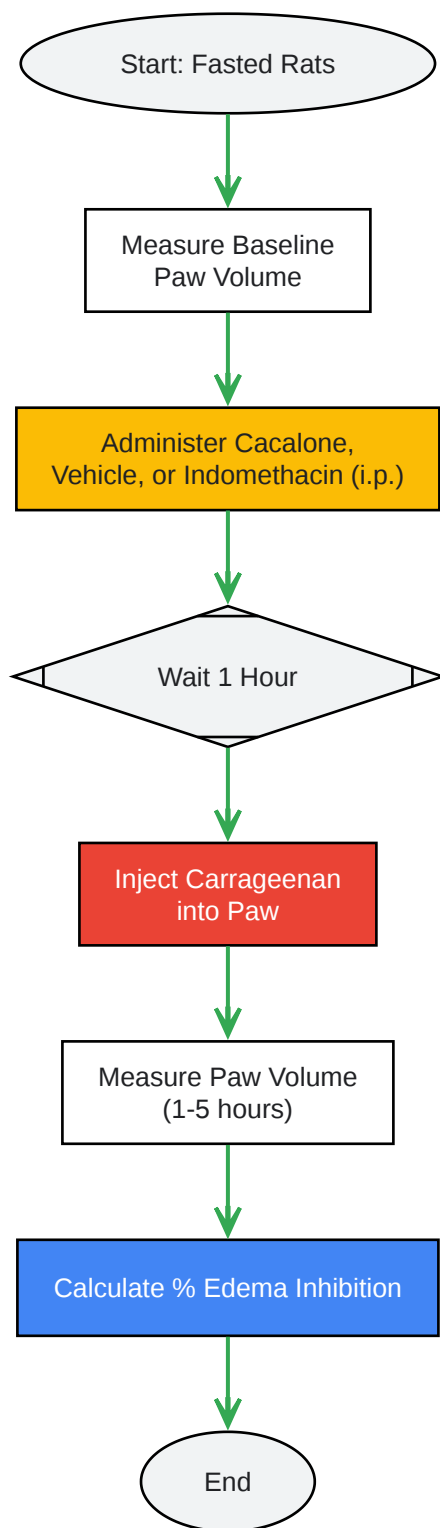 Start: Fasted Rats
Measure Baseline
Paw Volume
Administer Cacalone,
Vehicle, or Indomethacin (i.p.)
Wait 1 Hour
Inject Carrageenan
into Paw
Measure Paw Volume
(1-5 hours)
Calculate % Edema Inhibition
End